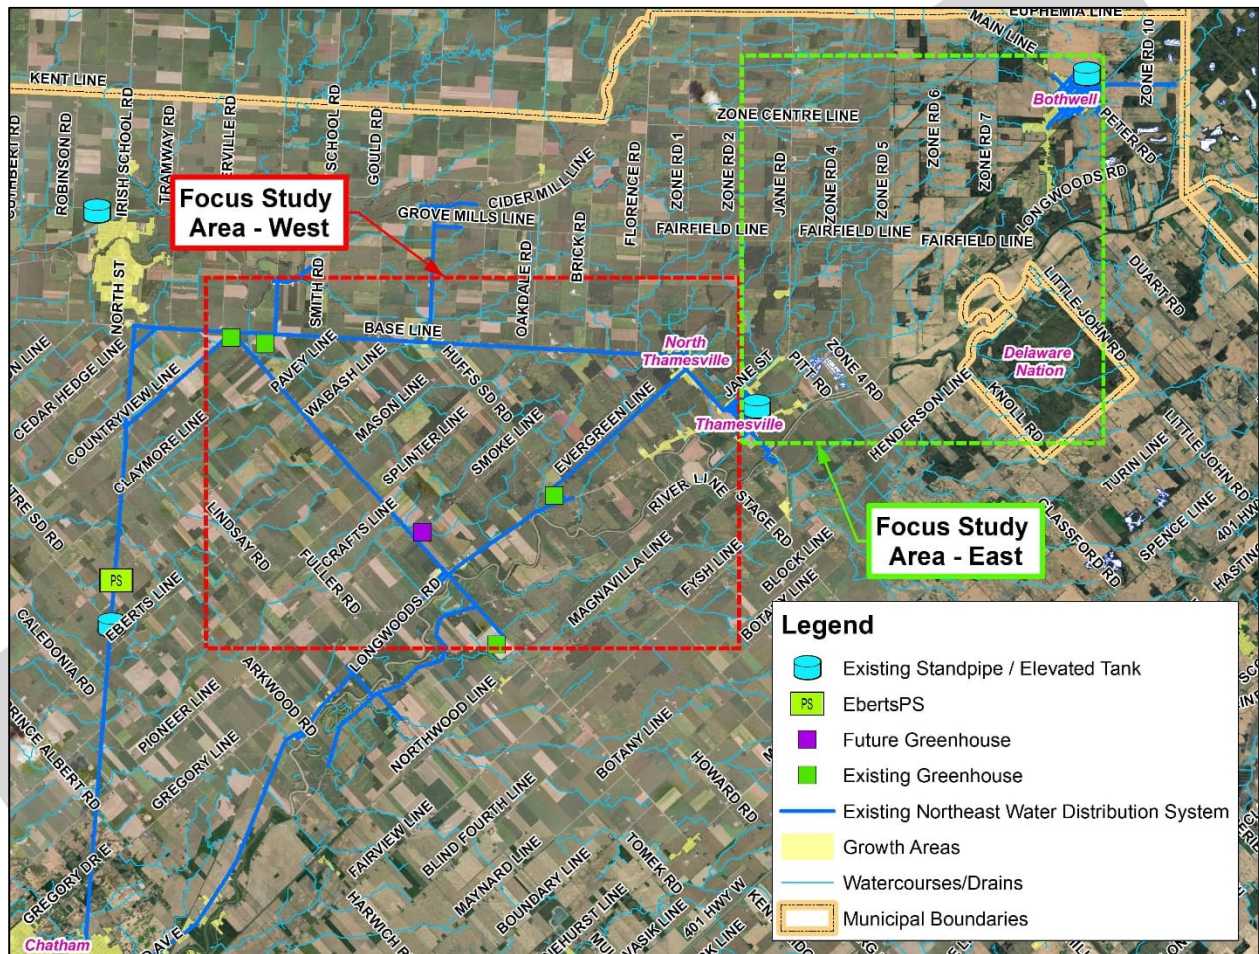 EUPHEMIA LINE
MAIN LINE
ZONE RD 10
KENT LINE
Bothwell
ROBINSON RD
IRISH SCHOOL RD
TRAMWAY RD
SCHOOL RD
GOULD RD
ZONE CENTRE LINE
ZONE RD 6
ZONE RD 7
PETER RD
Focus Study
Area - West
CIDER MILL LINE
GROVE MILLS LINE
FLORENCE RD
ZONE RD 1
ZONE RD 2
JANE RD
ZONE RD 4
ZONE RD 5
LONGWOODS RD
FAIRFIELD LINE
FAIRFIELD LINE
FAIRFIELD LINE
NORTH ST
SMITH RD
OAKDALE RD
BRICK RD
LITTLE JOHN RD
DUART RD
BASE LINE
North
Thamesville
CEDAR HEDGE LINE
COUNTRYVIEW LINE
CLAYMORE LINE
PAVEY LINE
WABASH LINE
MASON LINE
HUFFS SD RD
SPLINTER LINE
SMOKE LINE
EVERGREEN LINE
JANE ST
PITT RD
ZONE 4 RD
Thamesville
HENDERSON LINE
Delaware
Nation
KNOLL RD
LITTLE JOHN RD
TURIN LINE
SPENCE LINE
401 HW
CLASSFORD RD
Focus Study
Area - East
LINDSAY RD
FULLER RD
CRAFTS LINE
RIVER LINE
STAGE RD
BLOCK LINE
BOTANY LINE
MAGNAVILLA LINE
FYSH LINE
PS
EBERTS LINE
CALEDONIA RD
PIONEER LINE
GREGORY LINE
PRINCE ALBERT RD
GREGORY DR E
ARKWOOD RD
LONGWOODS RD
NORTHWOOD LINE
BOTANY LINE
HOWARD RD
FAIRVIEW LINE
BLIND FOURTH LINE
MAYNARD LINE
BOUNDARY LINE
TOMEK RD
401 HWY W
HARWICH R
Chatham
Legend
Existing Standpipe / Elevated Tank
PS
EbertsPS
Future Greenhouse
Existing Greenhouse
Existing Northeast Water Distribution System
Growth Areas
Watercourses/Drains
Municipal Boundaries